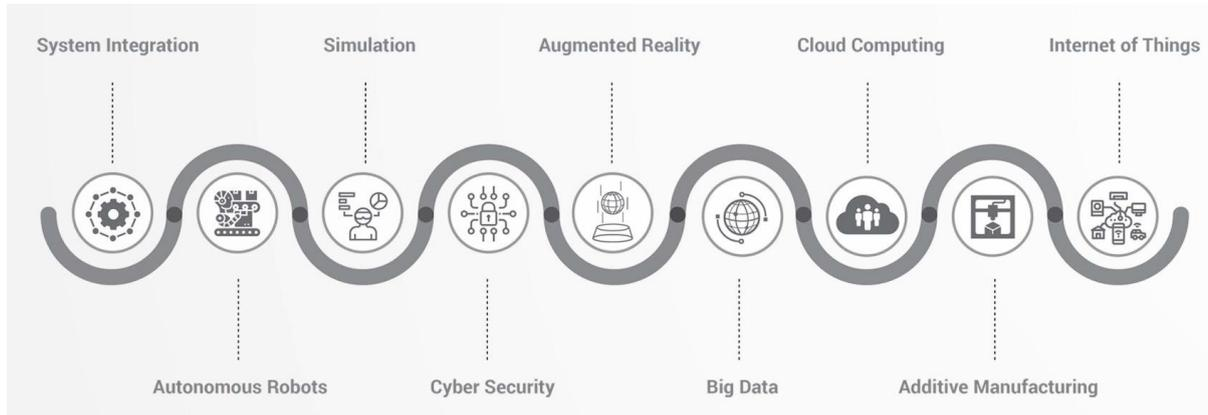 System Integration
Simulation
Augmented Reality
Cloud Computing
Internet of Things
Autonomous Robots
Cyber Security
Big Data
Additive Manufacturing